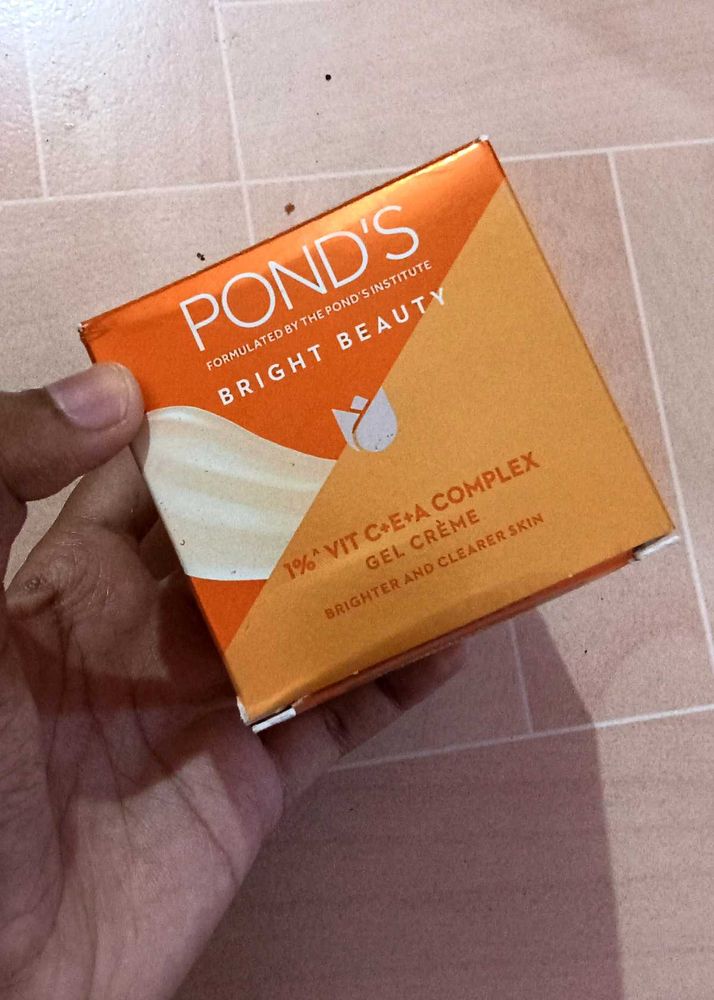 POND'S
FORMULATED BY THE POND'S INSTITUTE
BRIGHT BEAUTY
1%^ VIT C+E+A COMPLEX
GEL CRÈME
BRIGHTER AND CLEARER SKIN